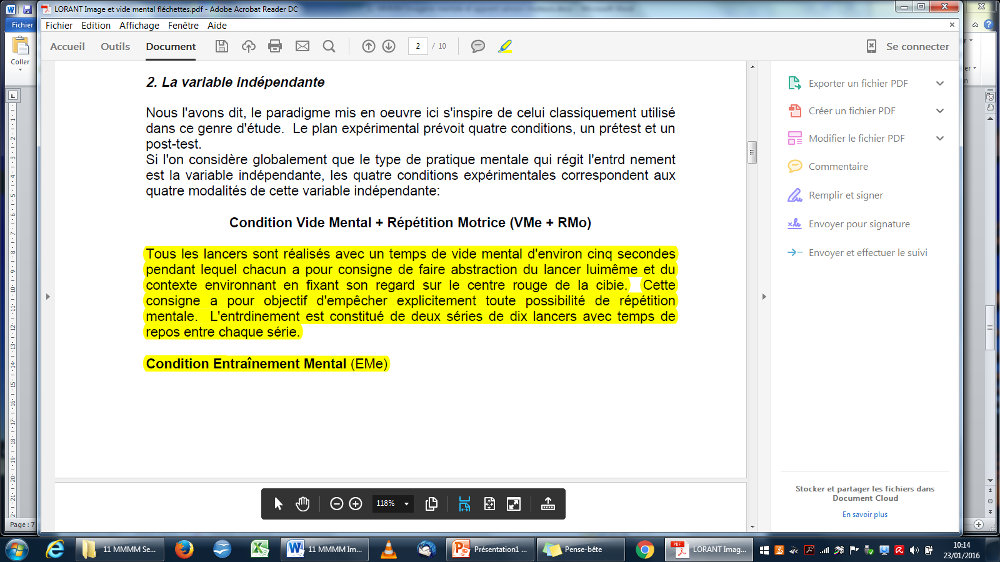 LORANT Image et vide mental fléchettes.pdf - Adobe Acrobat Reader DC
Fichier
Fichier Edition Affichage Fenêtre Aide
Accueil Outils Document 2 / 10 Se connecter
Coller
2. La variable indépendante
Nous l'avons dit, le paradigme mis en oeuvre ici s'inspire de celui classiquement utilisé
dans ce genre d'étude. Le plan expérimental prévoit quatre conditions, un prétest et un
post-test.
Si l'on considère globalement que le type de pratique mentale qui régit l'entrd nement
est la variable indépendante, les quatre conditions expérimentales correspondent aux
quatre modalités de cette variable indépendante:
Condition Vide Mental + Répétition Motrice (VMe + RMo)
Tous les lancers sont réalisés avec un temps de vide mental d'environ cinq secondes
pendant lequel chacun a pour consigne de faire abstraction du lancer luimême et du
contexte environnant en fixant son regard sur le centre rouge de la cibie. Cette
consigne a pour objectif d'empêcher explicitement toute possibilité de répétition
mentale. L'entrdinement est constitué de deux séries de dix lancers avec temps de
repos entre chaque série.
Condition Entraînement Mental (EMe)
Exporter un fichier PDF
Créer un fichier PDF
Modifier le fichier PDF
Commentaire
Remplir et signer
Envoyer pour signature
Envoyer et effectuer le suivi
Stocker et partager les fichiers dans
Document Cloud
En savoir plus
118%
Page : 7
11 MMMM Se... 11 MMMM Im... Présentation1 ... Pense-bête LORANT Imag... 10:14
23/01/2016